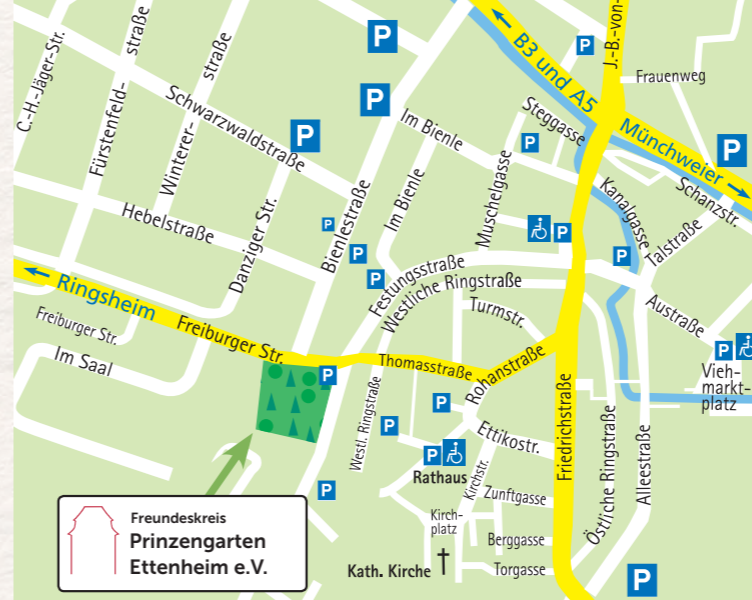 C.-H.-Jäger-Str.
Fürstenfeld-
straße
Winterer-
straße
Schwarzwaldstraße
P
P
P
P
J.-B.-von-
B3 und A5
Frauenweg
Steggasse
Münchweier
P
Im Bienle
P
Schanzstr.
Muschelgasse
Im Bienle
Kanalgasse
Talstraße
Hebelstraße
Danziger Str.
Bienlestraße
P
P
P
P
P
Festungsstraße
Westliche Ringstraße
Ringsheim
Freiburger Str.
Freiburger Str.
Im Saal
Turmstr.
Austraße
P
Vieh-
markt-
platz
Thomasstraße
Rohanstraße
P
P
Westl. Ringstraße
P
Ettikostr.
P
Rathaus
Friedrichstraße
Östliche Ringstraße
Alleestraße
Kirchstr.
Zunftgasse
P
Kirch-
platz
Berggasse
Kath. Kirche
Torgasse
P
Freundeskreis
Prinzengarten
Ettenheim e.V.